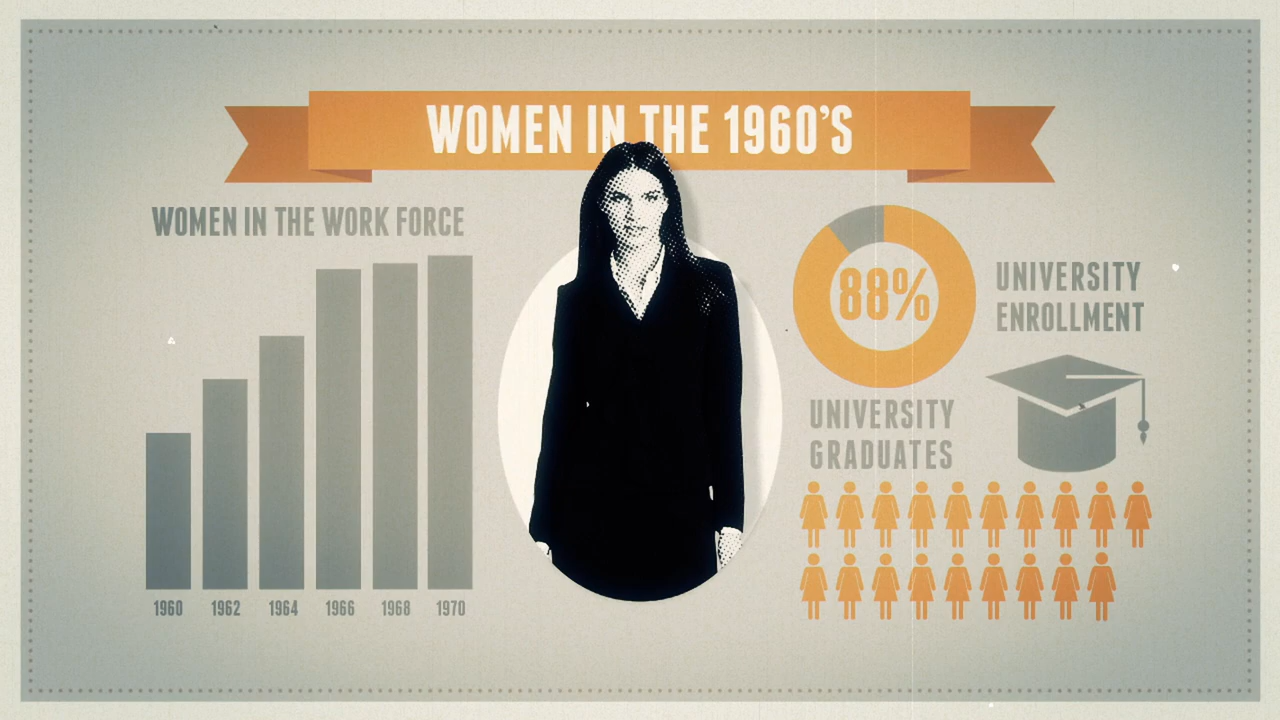 WOMEN IN THE 1960'S
WOMEN IN THE WORK FORCE
1960 1962 1964 1966 1968 1970
88%
UNIVERSITY
ENROLLMENT
UNIVERSITY
GRADUATES